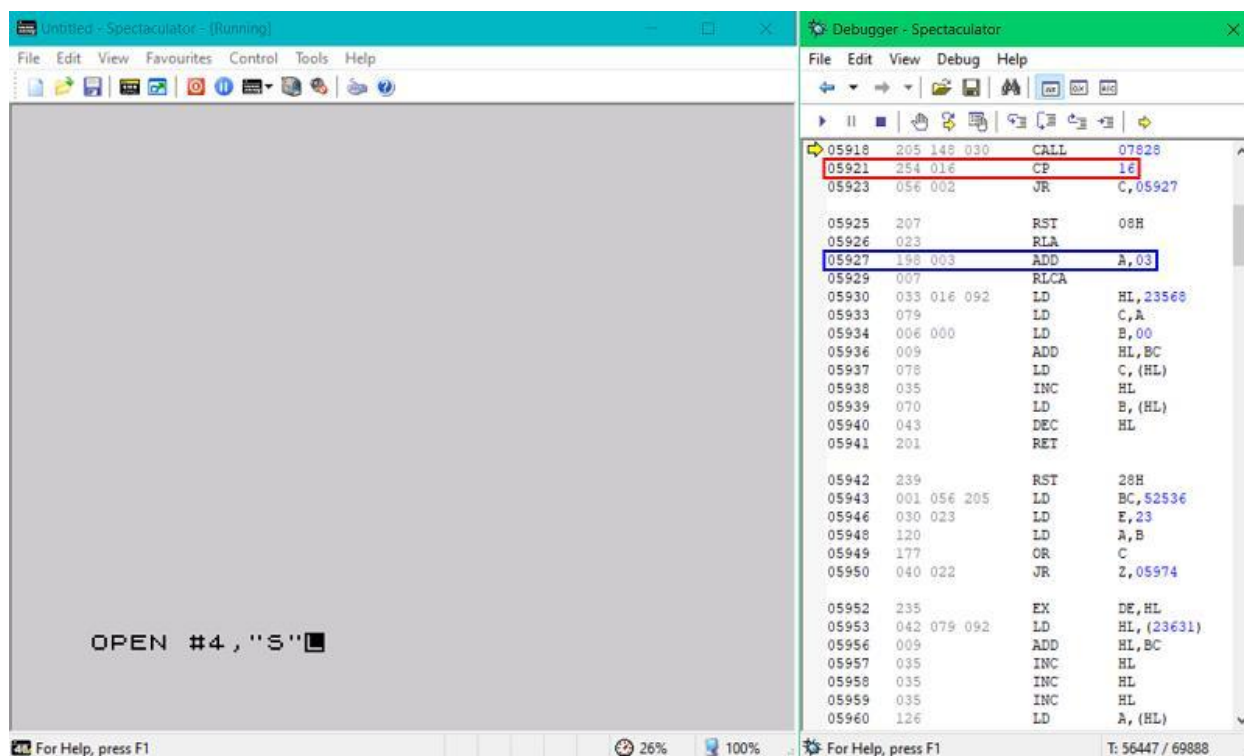 Untitled - Spectaculator - [Running]
File Edit View Favourites Control Tools Help
OPEN #4,"S"L
For Help, press F1 26% 100%
Debugger - Spectaculator
File Edit View Debug Help
05918 205 148 030 CALL 07828
05921 254 016 CP 16
05923 056 002 JR C,05927
05925 207 RST 08H
05926 023 RLA
05927 198 003 ADD A,03
05929 007 RLCA
05930 033 016 092 LD HL,23568
05933 079 LD C,A
05934 006 000 LD B,00
05936 009 ADD HL,BC
05937 078 LD C,(HL)
05938 035 INC HL
05939 070 LD B,(HL)
05940 043 DEC HL
05941 201 RET
05942 239 RST 28H
05943 001 056 205 LD BC,52536
05946 030 023 LD E,23
05948 120 LD A,B
05949 177 OR C
05950 040 022 JR Z,05974
05952 235 EX DE,HL
05953 042 079 092 LD HL,(23631)
05956 009 ADD HL,BC
05957 035 INC HL
05958 035 INC HL
05959 035 INC HL
05960 126 LD A,(HL)
For Help, press F1 T: 56447 / 69888